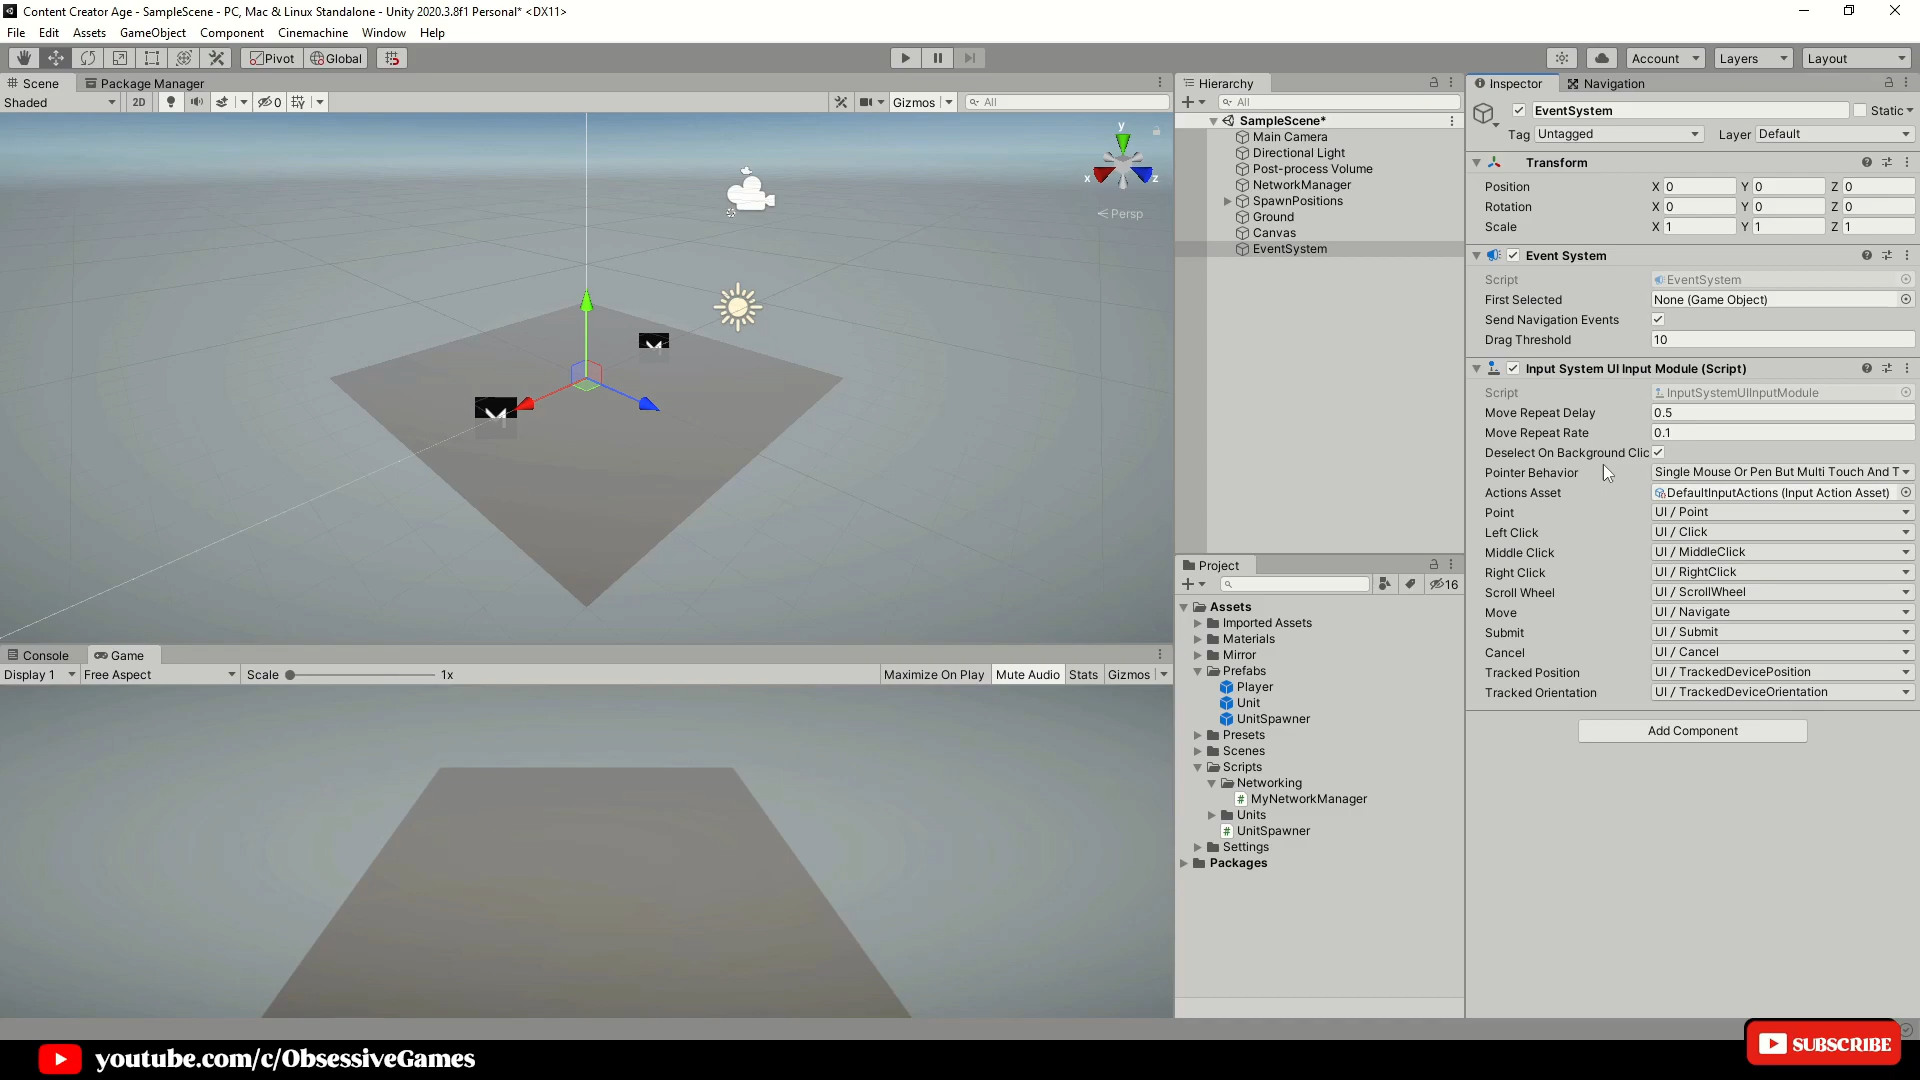 Content Creator Age - SampleScene - PC, Mac & Linux Standalone - Unity 2020.3.8f1 Personal* <DX11>
File Edit Assets GameObject Component Cinemachine Window Help
Pivot Global Account Layers Layout
Scene Package Manager
Shaded 2D 0 Gizmos All
y
x z
Persp
Console Game
Display 1 Free Aspect Scale 1x Maximize On Play Mute Audio Stats Gizmos
Hierarchy
All
SampleScene*
Main Camera
Directional Light
Post-process Volume
NetworkManager
SpawnPositions
Ground
Canvas
EventSystem
Project
16
Assets
Imported Assets
Materials
Mirror
Prefabs
Player
Unit
UnitSpawner
Presets
Scenes
Scripts
Networking
MyNetworkManager
Units
UnitSpawner
Settings
Packages
Inspector Navigation
EventSystem Static
Tag Untagged Layer Default
Transform
Position X 0 Y 0 Z 0
Rotation X 0 Y 0 Z 0
Scale X 1 Y 1 Z 1
Event System
Script EventSystem
First Selected None (Game Object)
Send Navigation Events
Drag Threshold 10
Input System UI Input Module (Script)
Script InputSystemUIInputModule
Move Repeat Delay 0.5
Move Repeat Rate 0.1
Deselect On Background Clic
Pointer Behavior Single Mouse Or Pen But Multi Touch And T
Actions Asset DefaultInputActions (Input Action Asset)
Point UI / Point
Left Click UI / Click
Middle Click UI / MiddleClick
Right Click UI / RightClick
Scroll Wheel UI / ScrollWheel
Move UI / Navigate
Submit UI / Submit
Cancel UI / Cancel
Tracked Position UI / TrackedDevicePosition
Tracked Orientation UI / TrackedDeviceOrientation
Add Component
youtube.com/c/ObsessiveGames
SUBSCRIBE